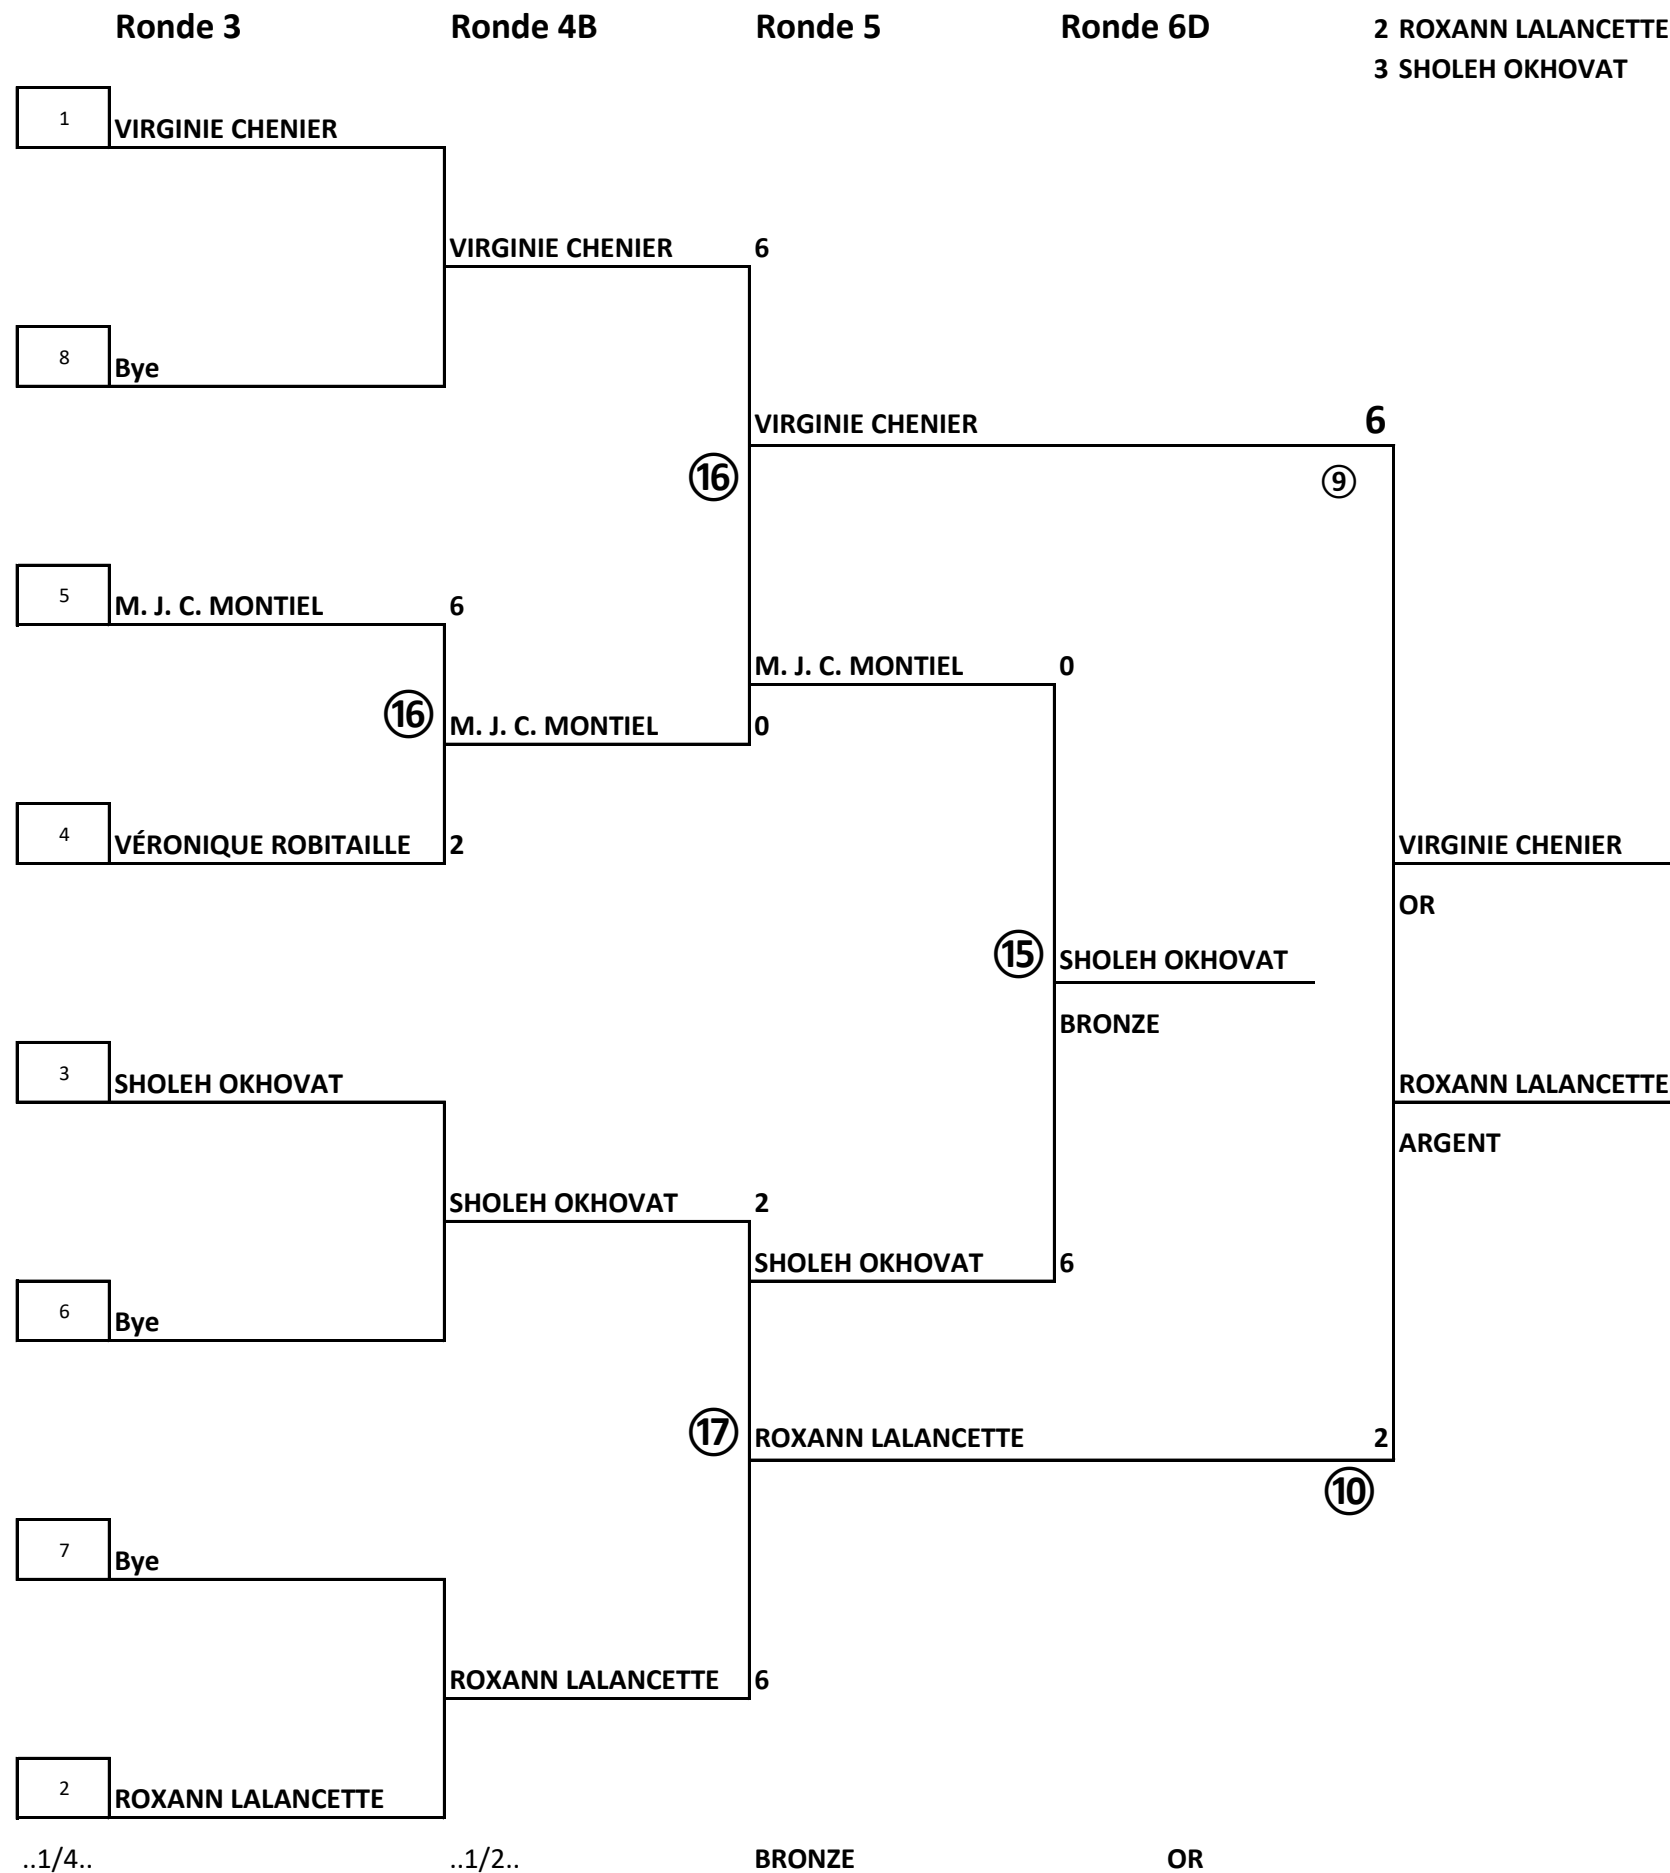 Ronde 3 Ronde 4B Ronde 5 Ronde 6D 2 ROXANN LALANCETTE
3 SHOLEH OKHOVAT
1 VIRGINIE CHENIER
VIRGINIE CHENIER 6
8 Bye
VIRGINIE CHENIER 6
⑯ ⑨
5 M. J. C. MONTIEL 6
M. J. C. MONTIEL 0
⑯ M. J. C. MONTIEL 0
4 VÉRONIQUE ROBITAILLE 2 VIRGINIE CHENIER
OR
⑮ SHOLEH OKHOVAT
BRONZE
3 SHOLEH OKHOVAT ROXANN LALANCETTE
ARGENT
SHOLEH OKHOVAT 2
SHOLEH OKHOVAT 6
6 Bye
⑰ ROXANN LALANCETTE 2
⑩
7 Bye
ROXANN LALANCETTE 6
2 ROXANN LALANCETTE
..1/4.. ..1/2.. BRONZE OR